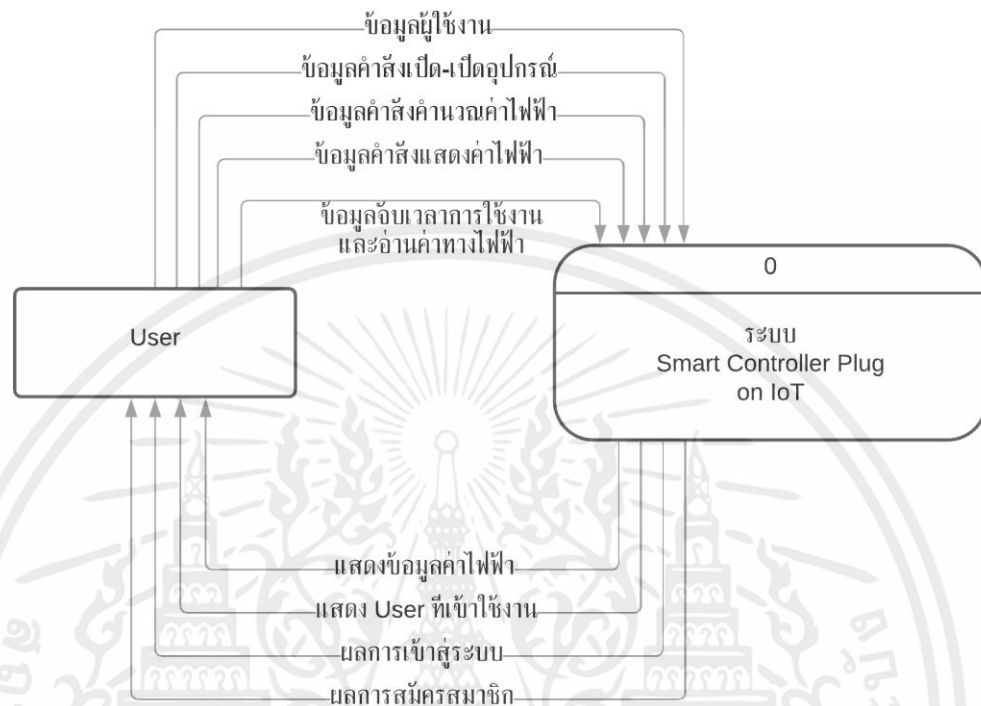 ข้อมูลผู้ใช้งาน
ข้อมูลคำสั่งเปิด-เปิดอุปกรณ์
ข้อมูลคำสั่งคำนวณค่าไฟฟ้า
ข้อมูลคำสั่งแสดงค่าไฟฟ้า
ข้อมูลจับเวลาการใช้งาน
และอ่านค่าทางไฟฟ้า
0
User
ระบบ
Smart Controller Plug
on IoT
แสดงข้อมูลค่าไฟฟ้า
แสดง User ที่เข้าใช้งาน
ผลการเข้าสู่ระบบ
ผลการสมัครสมาชิก